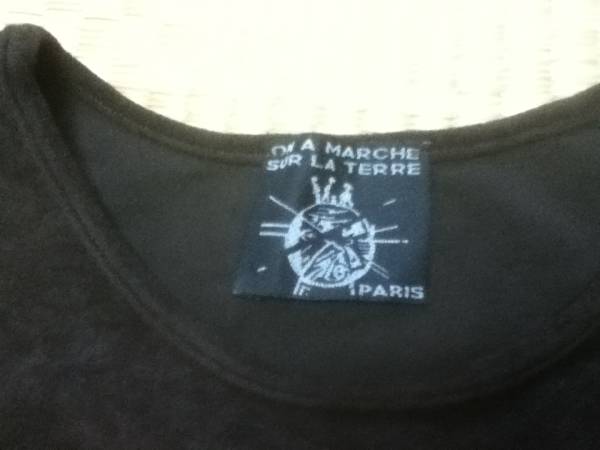 ON A MARCHE
SUR LA TERRE
PARIS